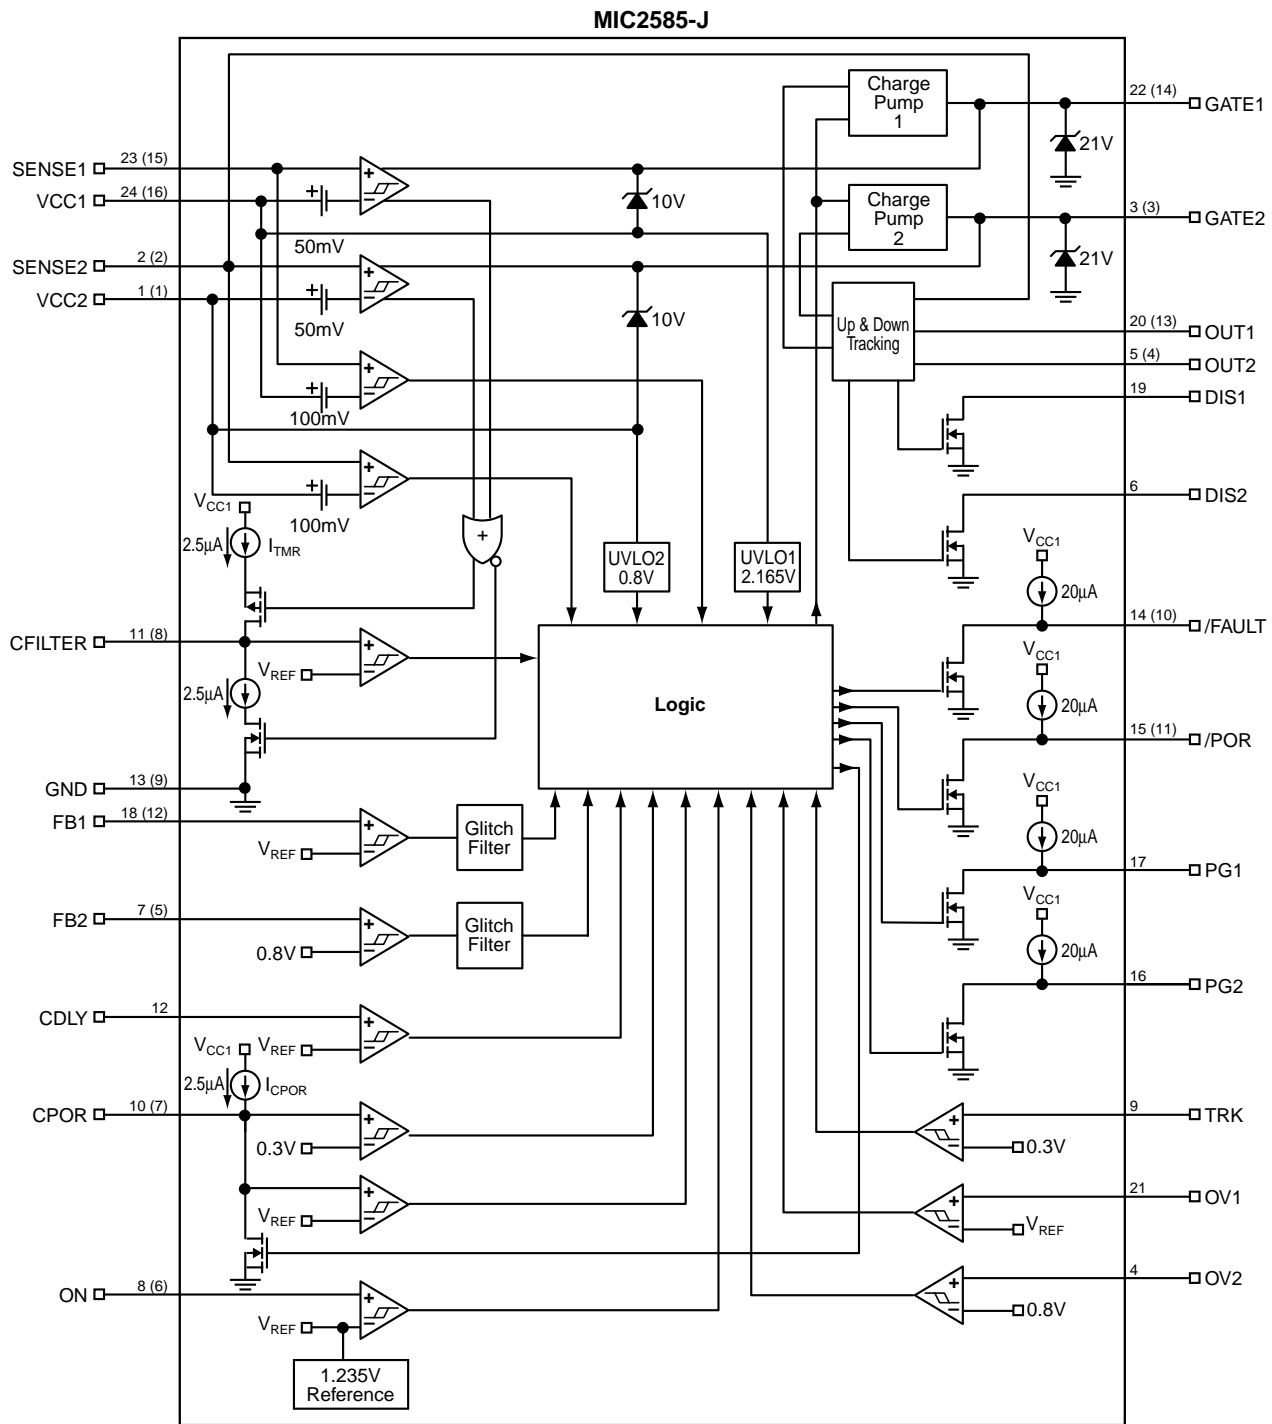 MIC2585-J
Charge
Pump
1
22 (14)
GATE1
21V
SENSE1
23 (15)
+
–
VCC1
24 (16)
+
50mV
10V
Charge
Pump
2
3 (3)
GATE2
21V
SENSE2
2 (2)
+
–
VCC2
1 (1)
+
50mV
10V
Up & Down
Tracking
20 (13)
OUT1
5 (4)
OUT2
+
–
+
100mV
19
DIS1
+
–
+
100mV
6
DIS2
VCC1
2.5µA
ITMR
+
UVLO2
0.8V
UVLO1
2.165V
VCC1
20µA
14 (10)
/FAULT
CFILTER
11 (8)
+
–
VREF
2.5µA
Logic
VCC1
20µA
15 (11)
/POR
GND
13 (9)
FB1
18 (12)
+
–
VREF
Glitch
Filter
VCC1
20µA
17
PG1
FB2
7 (5)
+
–
0.8V
Glitch
Filter
VCC1
20µA
16
PG2
CDLY
12
+
–
VREF
VCC1
2.5µA
ICPOR
CPOR
10 (7)
+
–
0.3V
9
TRK
+
–
0.3V
+
–
VREF
21
OV1
+
–
VREF
ON
8 (6)
+
–
VREF
1.235V
Reference
4
OV2
+
–
0.8V